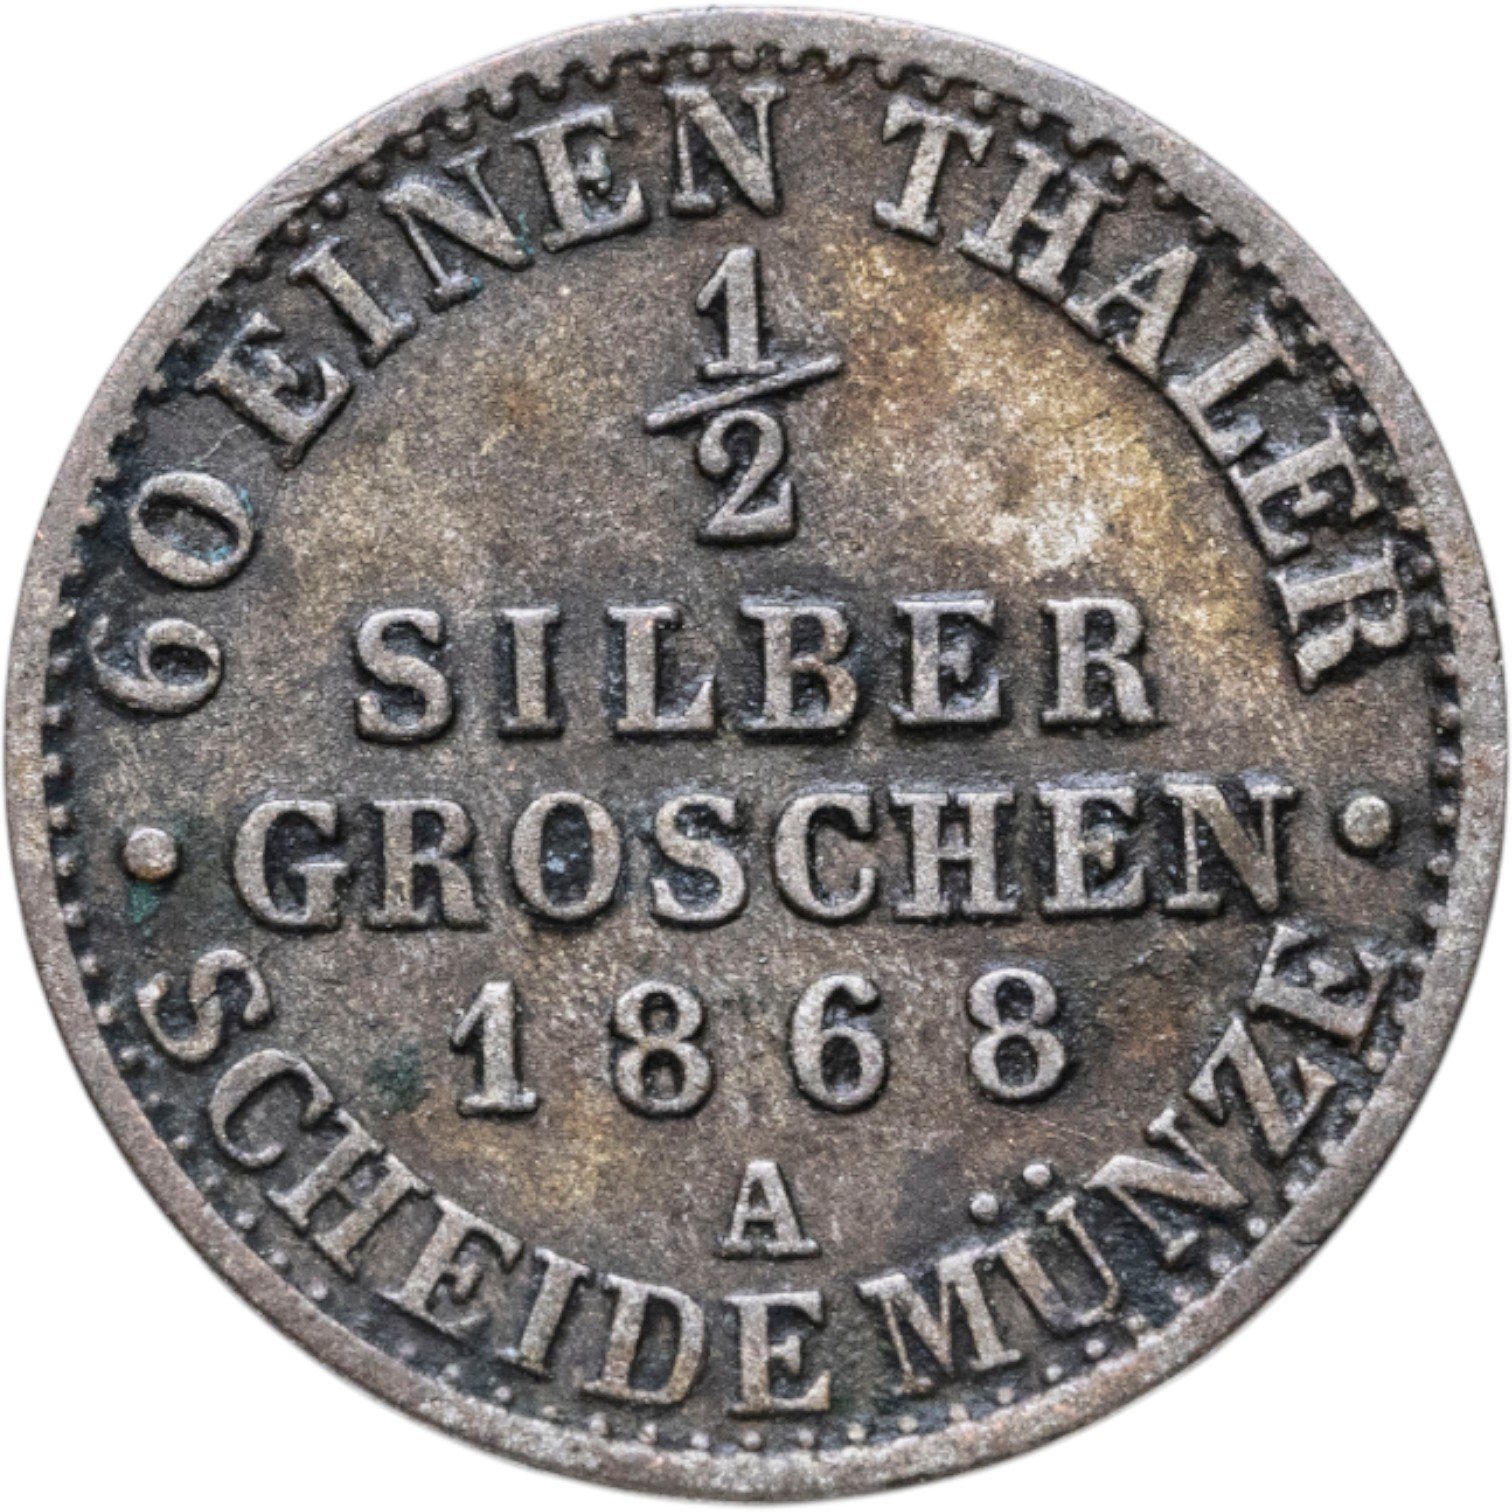 60 EINEN THALER
1/2
SILBER
GROSCHEN
1868
A
SCHEIDE MÜNZE